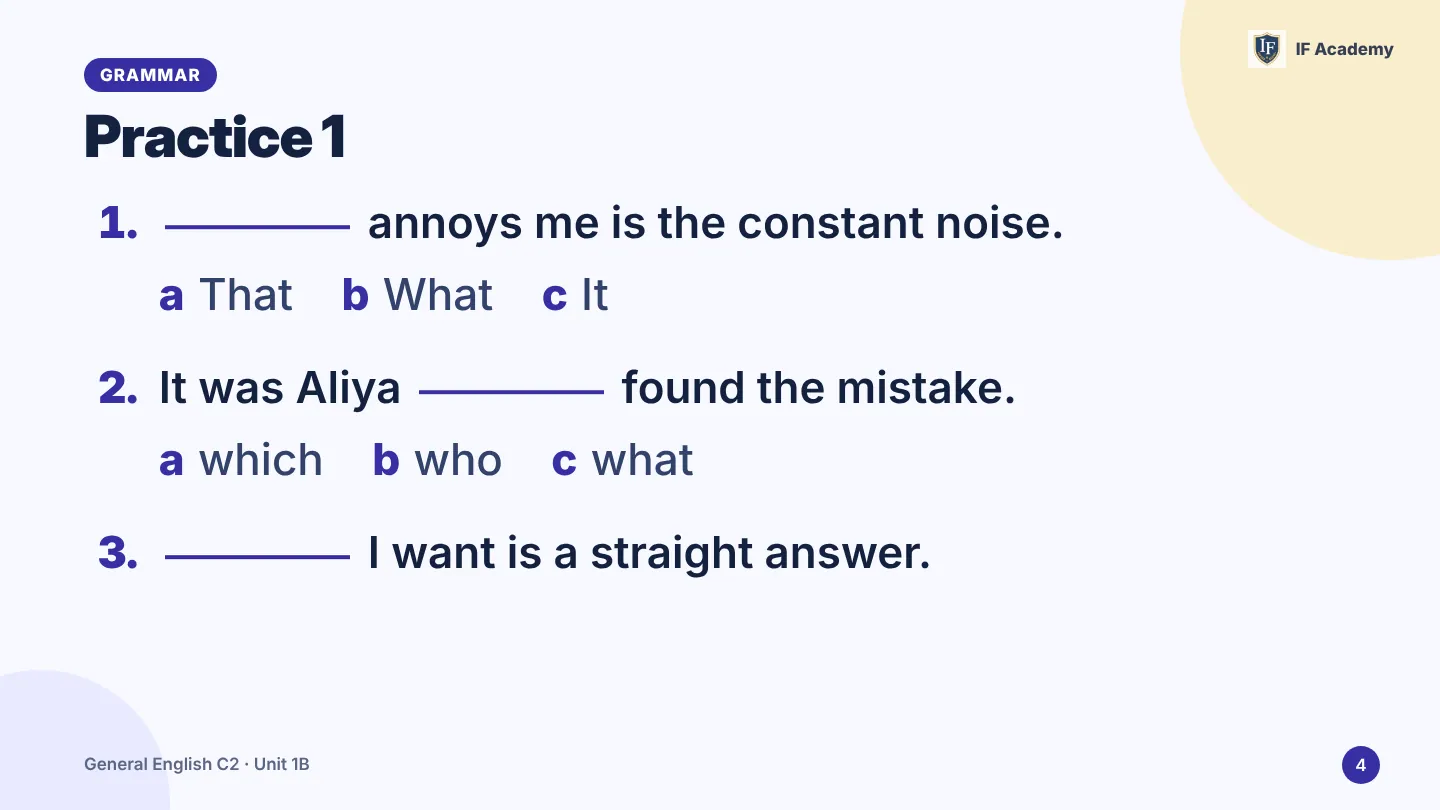 IF Academy
GRAMMAR
Practice 1
1. ________ annoys me is the constant noise.
a That b What c It
2. It was Aliya ________ found the mistake.
a which b who c what
3. ________ I want is a straight answer.
General English C2 · Unit 1B
4